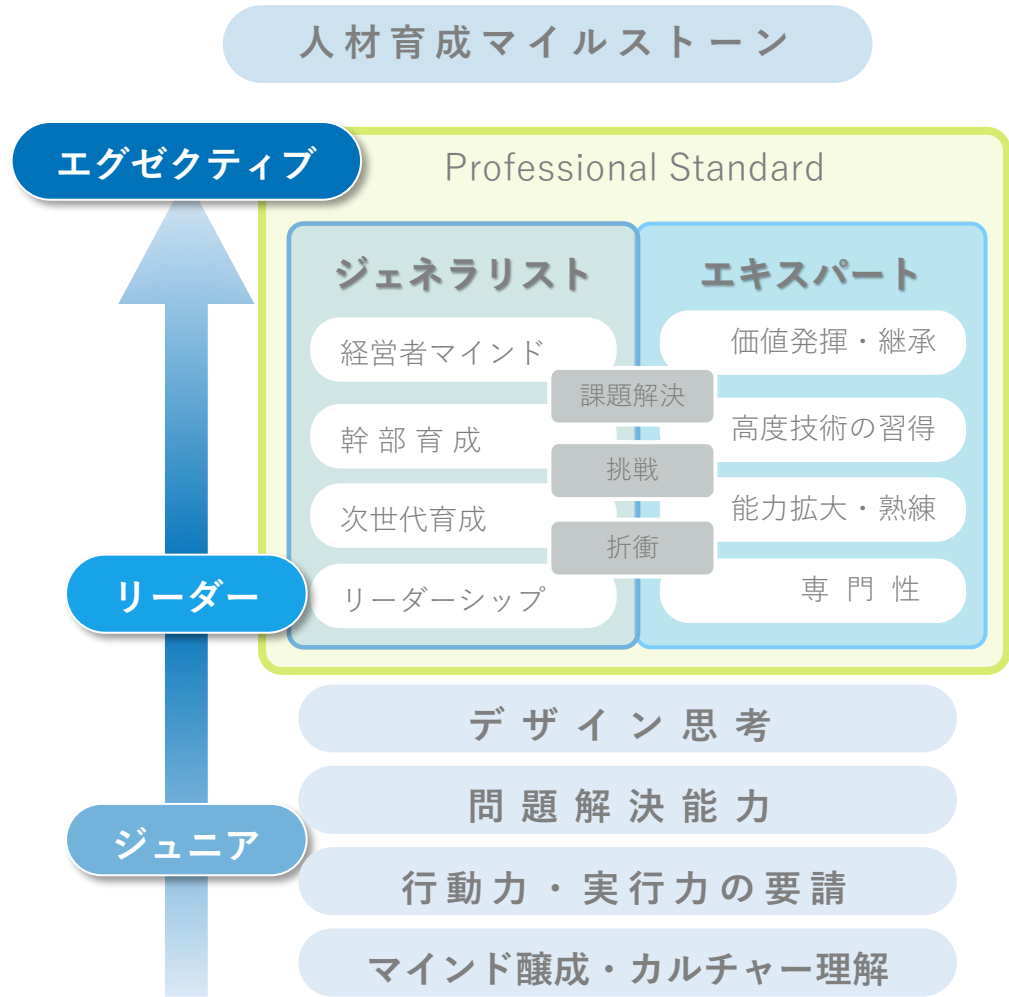 人材育成マイルストーン
エグゼクティブ
Professional Standard
ジェネラリスト
エキスパート
経営者マインド
価値発揮・継承
課題解決
幹部育成
高度技術の習得
挑戦
次世代育成
能力拡大・熟練
折衝
リーダー
リーダーシップ
専門性
デザイン思考
問題解決能力
ジュニア
行動力・実行力の要請
マインド醸成・カルチャー理解